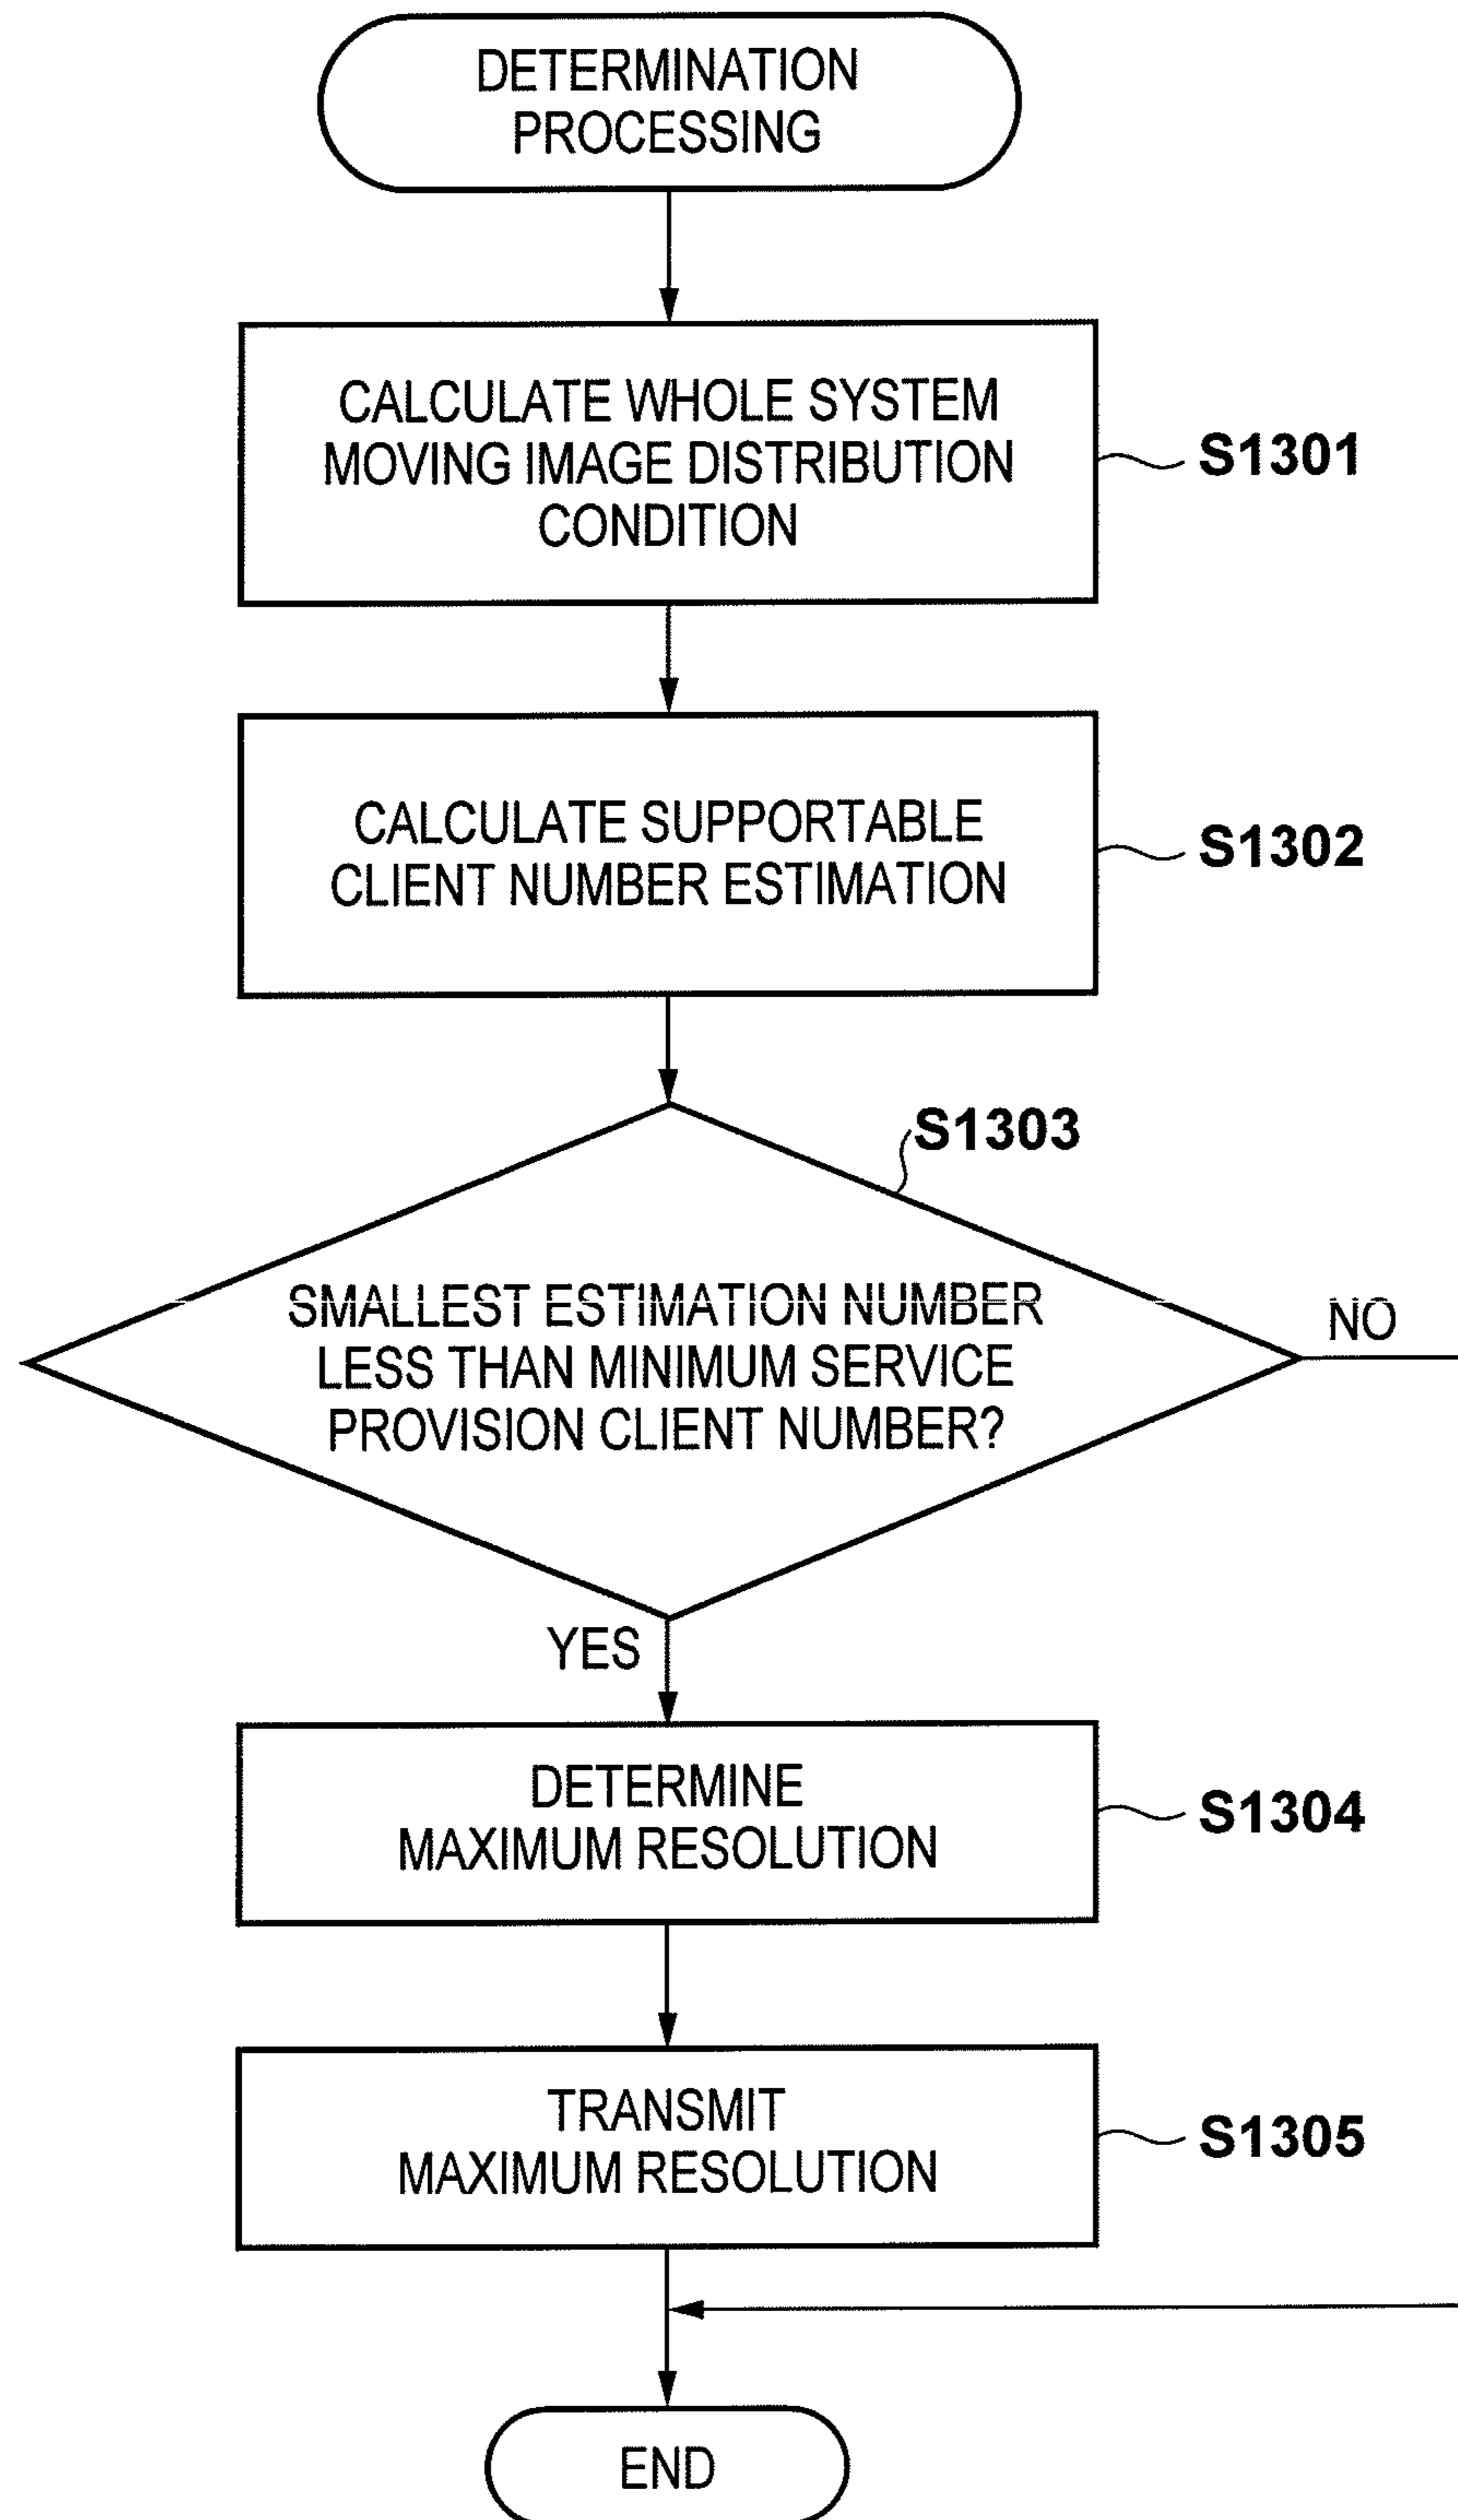 DETERMINATION
PROCESSING
CALCULATE WHOLE SYSTEM
MOVING IMAGE DISTRIBUTION
CONDITION
S1301
CALCULATE SUPPORTABLE
CLIENT NUMBER ESTIMATION
S1302
S1303
SMALLEST ESTIMATION NUMBER
LESS THAN MINIMUM SERVICE
PROVISION CLIENT NUMBER?
NO
YES
DETERMINE
MAXIMUM RESOLUTION
S1304
TRANSMIT
MAXIMUM RESOLUTION
S1305
END